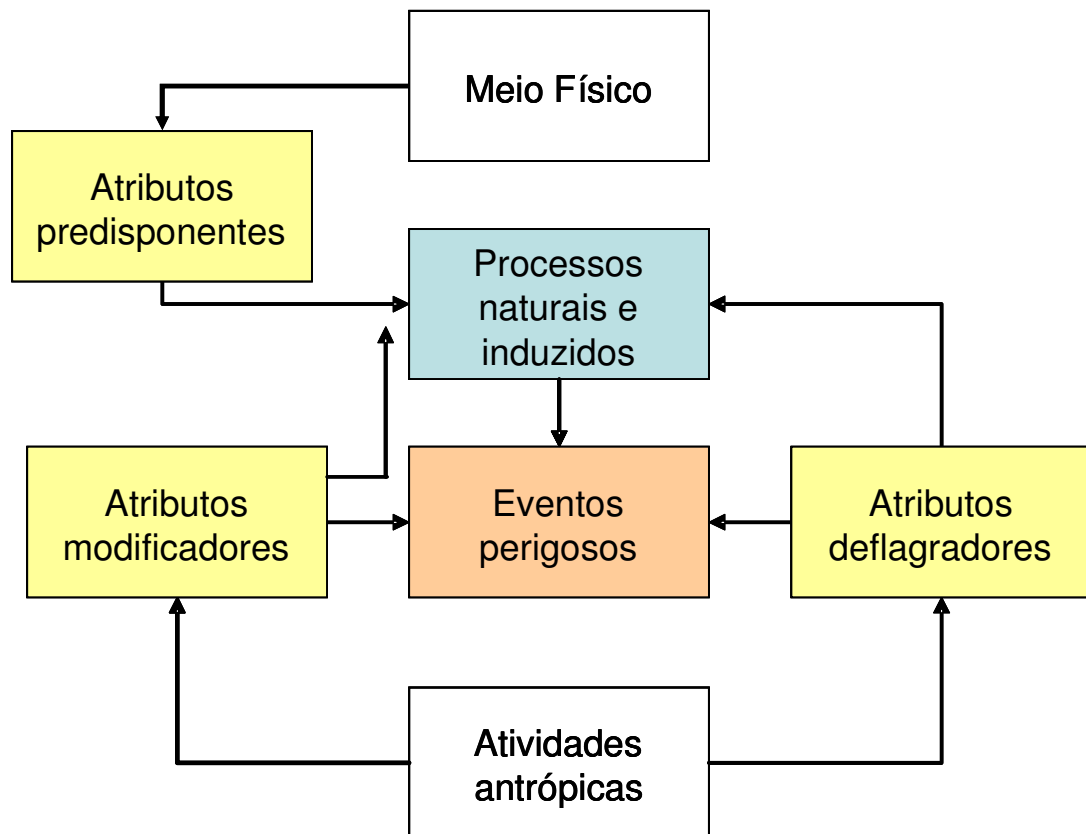 Meio Físico
Atributos
predisponentes
Processos
naturais e
induzidos
Atributos
modificadores
Eventos
perigosos
Atributos
deflagradores
Atividades
antrópicas